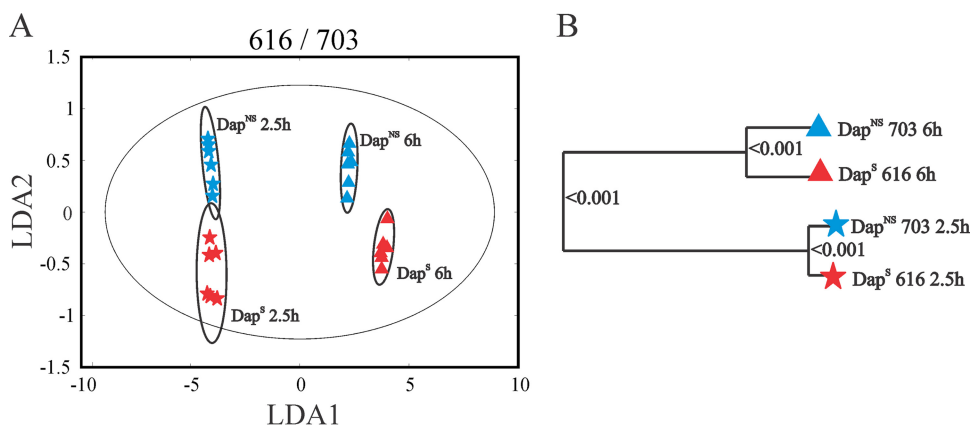 A
616 / 703
1.5
1
0.5
0
-0.5
-1
-1.5
LDA2
Dap^NS 2.5h
Dap^NS 6h
Dap^S 6h
Dap^S 2.5h
-10
-5
0
5
10
LDA1
B
Dap^NS 703 6h
<0.001
Dap^S 616 6h
<0.001
Dap^NS 703 2.5h
<0.001
Dap^S 616 2.5h